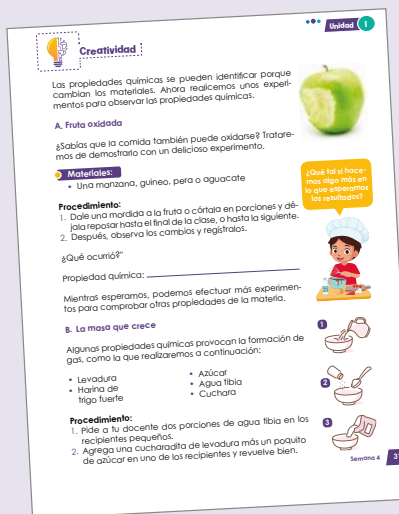 Unidad 1
Creatividad
Las propiedades químicas se pueden identificar porque
cambian los materiales. Ahora realicemos unos experi-
mentos para observar las propiedades químicas.
A. Fruta oxidada
¿Sabías que la comida también puede oxidarse? Tratare-
mos de demostrarlo con un delicioso experimento.
Materiales:
• Una manzana, guineo, pera o aguacate
¿Qué tal si hace-
mos algo más en
lo que esperamos
los resultados?
Procedimiento:
1. Dale una mordida a la fruta o córtala en porciones y dé-
jala reposar hasta el final de la clase, o hasta la siguiente.
2. Después, observa los cambios y regístralos.
¿Qué ocurrió?"
Propiedad química:
Mientras esperamos, podemos efectuar más experimen-
tos para comprobar otras propiedades de la materia.
B. La masa que crece
Algunas propiedades químicas provocan la formación de
gas, como la que realizaremos a continuación:
• Levadura
• Harina de
trigo fuerte
• Azúcar
• Agua tibia
• Cuchara
1
2
3
Procedimiento:
1. Pide a tu docente dos porciones de agua tibia en los
recipientes pequeños.
2. Agrega una cucharadita de levadura más un poquito
de azúcar en uno de los recipientes y revuelve bien.
Semana 4